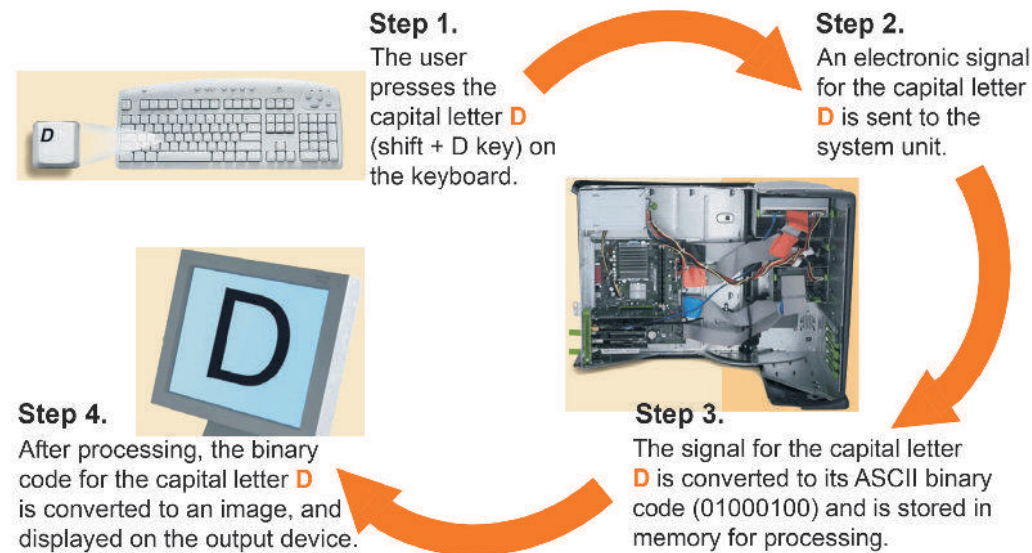 Step 1.
The user
presses the
capital letter D
(shift + D key) on
the keyboard.
D
Step 2.
An electronic signal
for the capital letter
D is sent to the
system unit.
Step 3.
The signal for the capital letter
D is converted to its ASCII binary
code (01000100) and is stored in
memory for processing.
D
Step 4.
After processing, the binary
code for the capital letter D
is converted to an image, and
displayed on the output device.